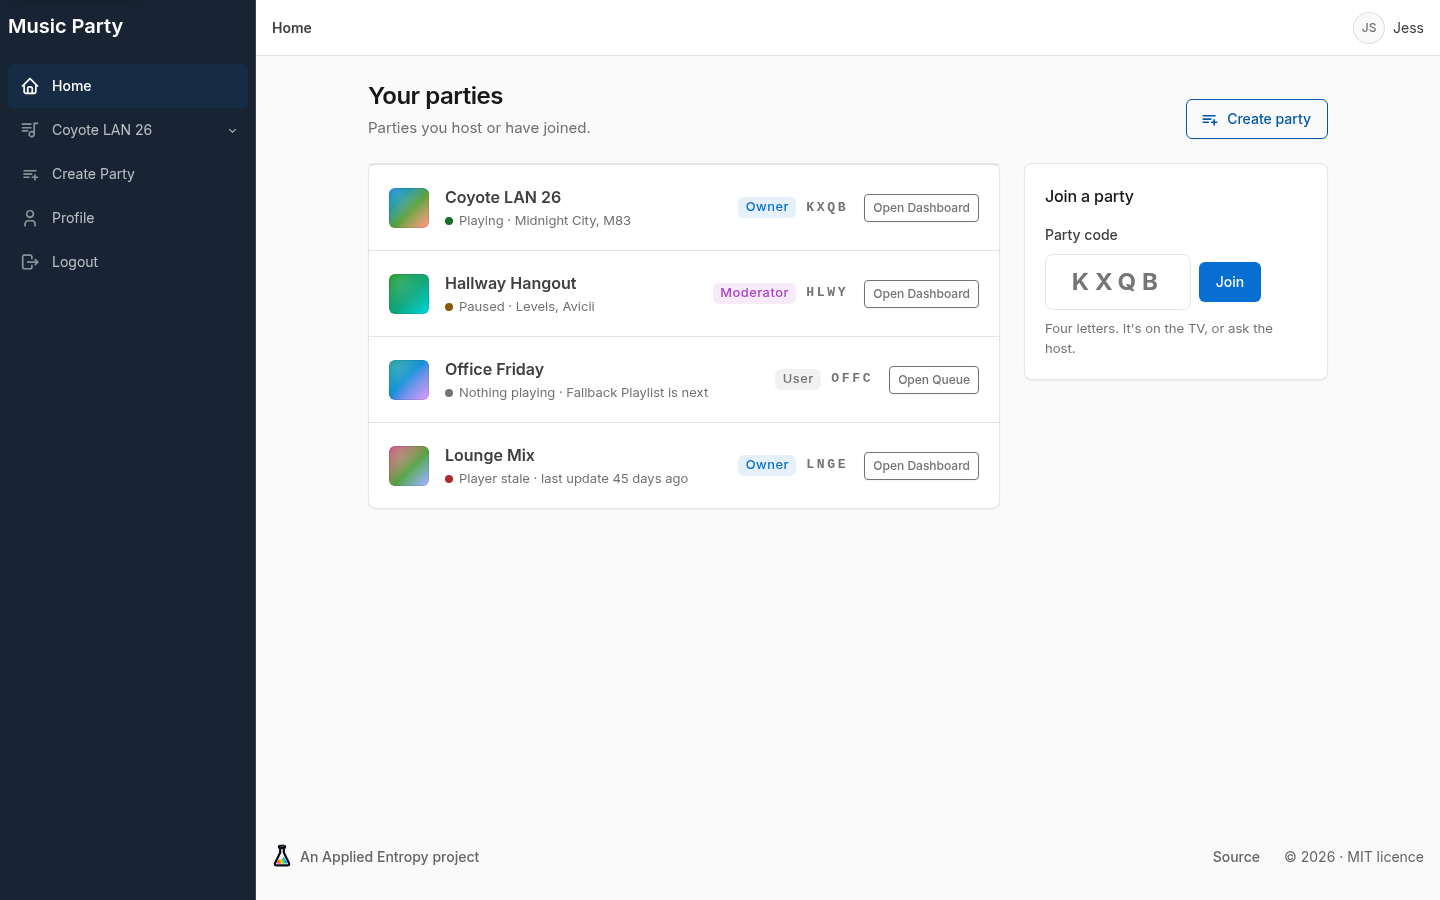 Music Party
Home
Coyote LAN 26
Create Party
Profile
Logout
Home
JS Jess
Your parties
Parties you host or have joined.
Create party
Coyote LAN 26
Playing · Midnight City, M83
Owner KXQB Open Dashboard
Hallway Hangout
Paused · Levels, Avicii
Moderator HLWY Open Dashboard
Office Friday
Nothing playing · Fallback Playlist is next
User OFFC Open Queue
Lounge Mix
Player stale · last update 45 days ago
Owner LNGE Open Dashboard
Join a party
Party code
KXQB Join
Four letters. It's on the TV, or ask the
host.
An Applied Entropy project
Source © 2026 · MIT licence